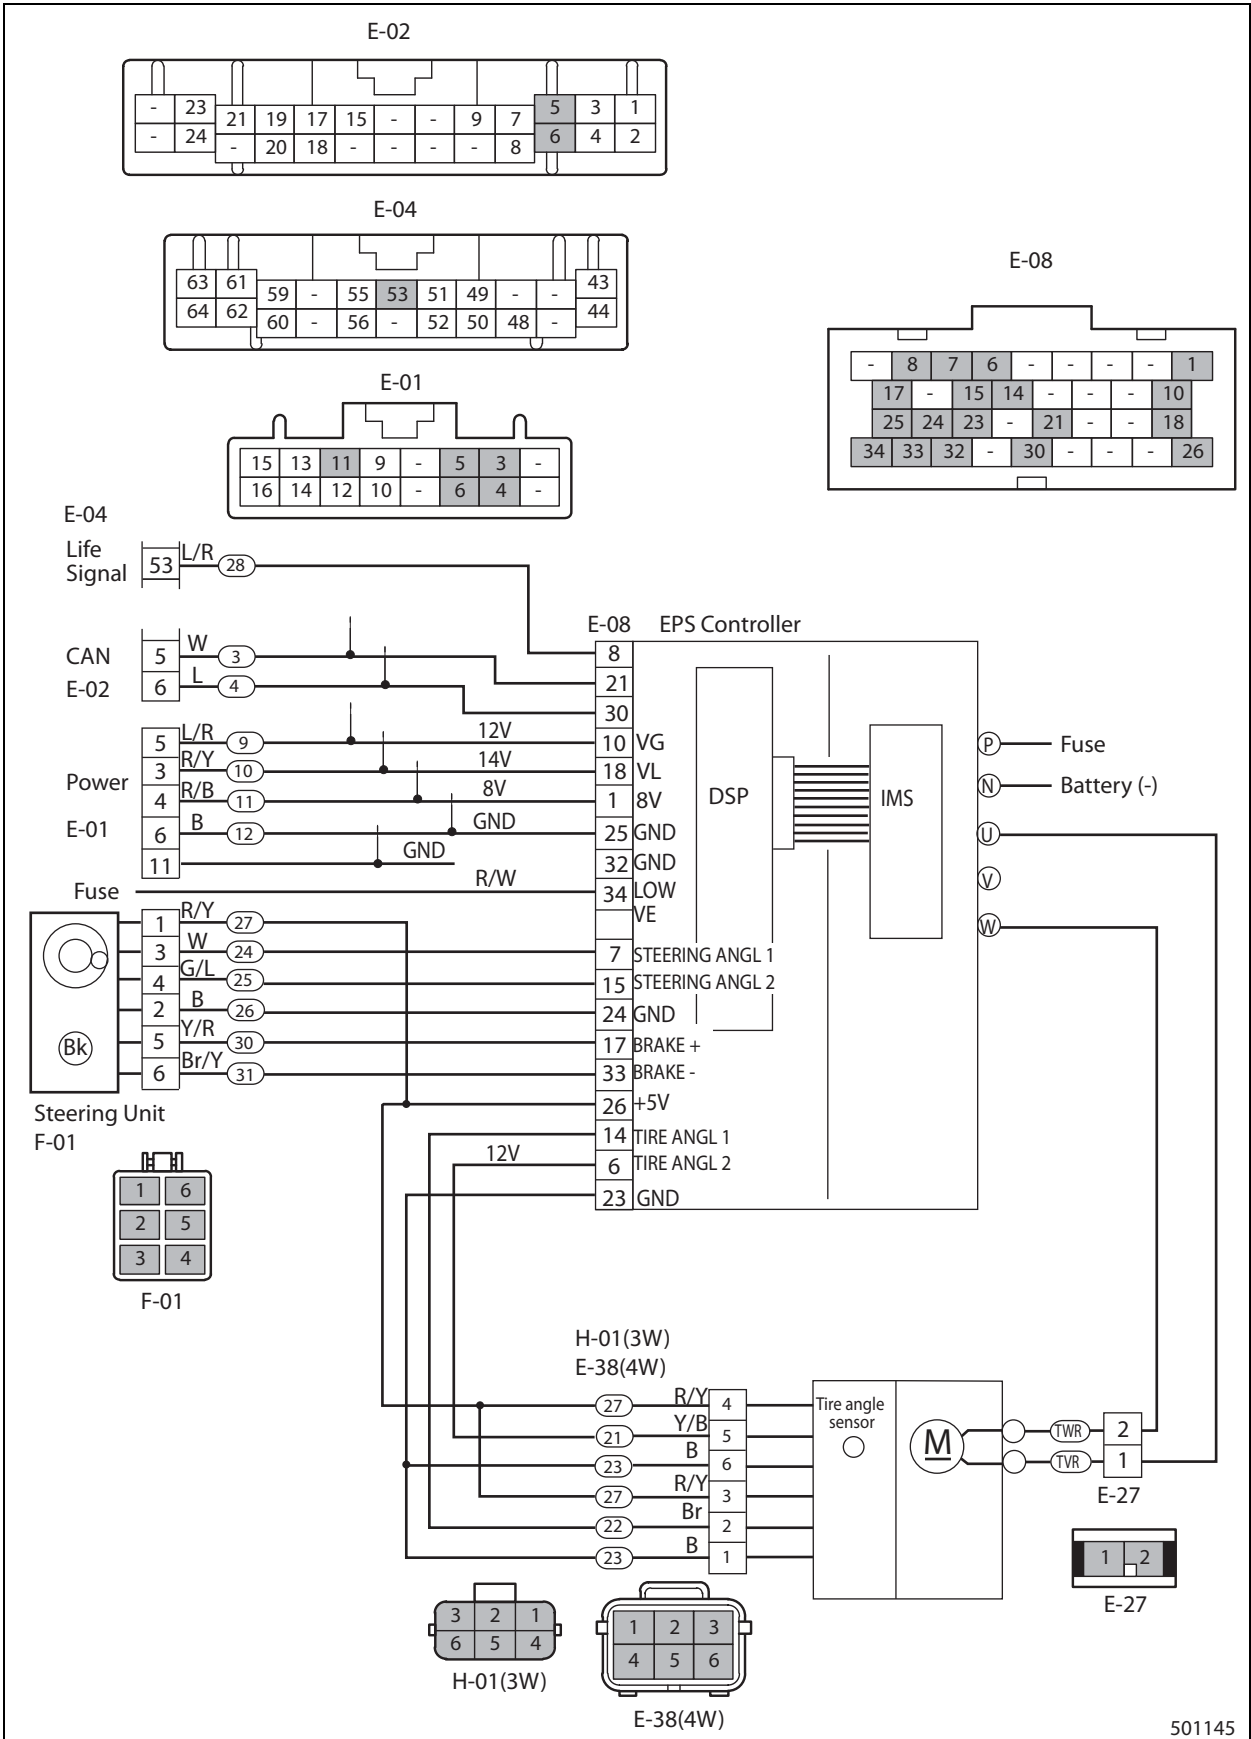 E-02
- 23 21 19 17 15 - - 9 7 5 3 1
- 24 - 20 18 - - - - 8 6 4 2
E-04
63 61 59 - 55 53 51 49 - - 43
64 62 60 - 56 - 52 50 48 - 44
E-01
15 13 11 9 - 5 3 -
16 14 12 10 - 6 4 -
E-08
- 8 7 6 - - - - 1
17 - 15 14 - - - 10
25 24 23 - 21 - - 18
34 33 32 - 30 - - - 26
E-04
Life
Signal 53 L/R 28
E-08 EPS Controller
8
CAN 5 W 3 21
E-02 6 L 4 30
5 L/R 9 12V 10 VG
Power 3 R/Y 10 14V 18 VL
4 R/B 11 8V 1 8V
E-01 6 B 12 GND 25 GND
11 GND 32 GND
Fuse R/W 34 LOW
VE
DSP
IMS
P Fuse
N Battery (-)
U
V
W
1 R/Y 27
3 W 24 7 STEERING ANGL 1
4 G/L 25 15 STEERING ANGL 2
2 B 26 24 GND
Bk 5 Y/R 30 17 BRAKE +
6 Br/Y 31 33 BRAKE -
26 +5V
14 TIRE ANGL 1
12V 6 TIRE ANGL 2
23 GND
Steering Unit
F-01
1 6
2 5
3 4
F-01
H-01(3W)
E-38(4W)
27 R/Y 4
21 Y/B 5
23 B 6
27 R/Y 3
22 Br 2
23 B 1
Tire angle
sensor
M
TWR 2
TVR 1
E-27
1 2
E-27
3 2 1
6 5 4
H-01(3W)
1 2 3
4 5 6
E-38(4W)
501145